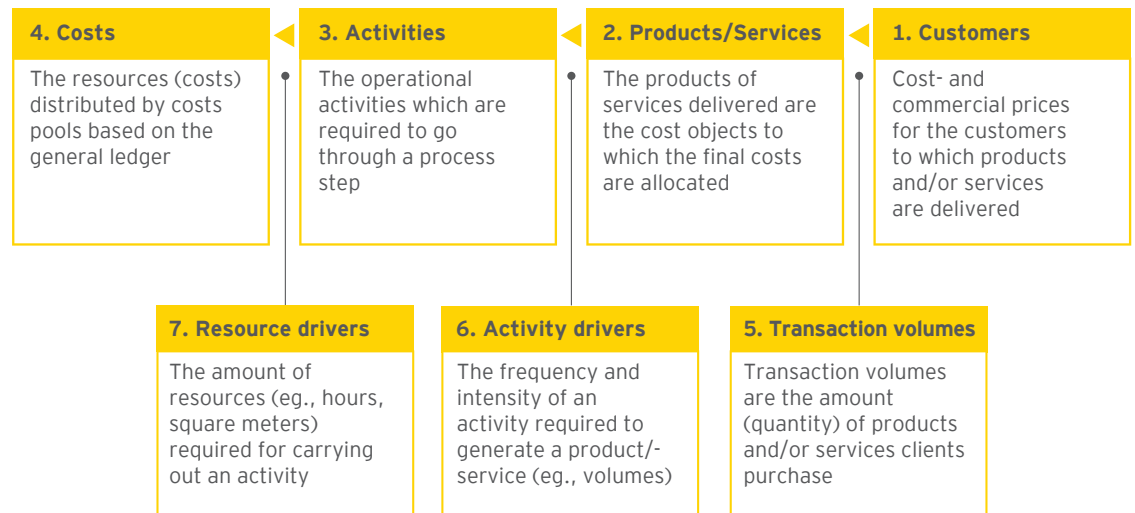 4. Costs
The resources (costs)
distributed by costs
pools based on the
general ledger
3. Activities
The operational
activities which are
required to go
through a process
step
2. Products/Services
The products of
services delivered are
the cost objects to
which the final costs
are allocated
1. Customers
Cost- and
commercial prices
for the customers
to which products
and/or services
are delivered
7. Resource drivers
The amount of
resources (eg., hours,
square meters)
required for carrying
out an activity
6. Activity drivers
The frequency and
intensity of an
activity required to
generate a product/-
service (eg., volumes)
5. Transaction volumes
Transaction volumes
are the amount
(quantity) of products
and/or services clients
purchase